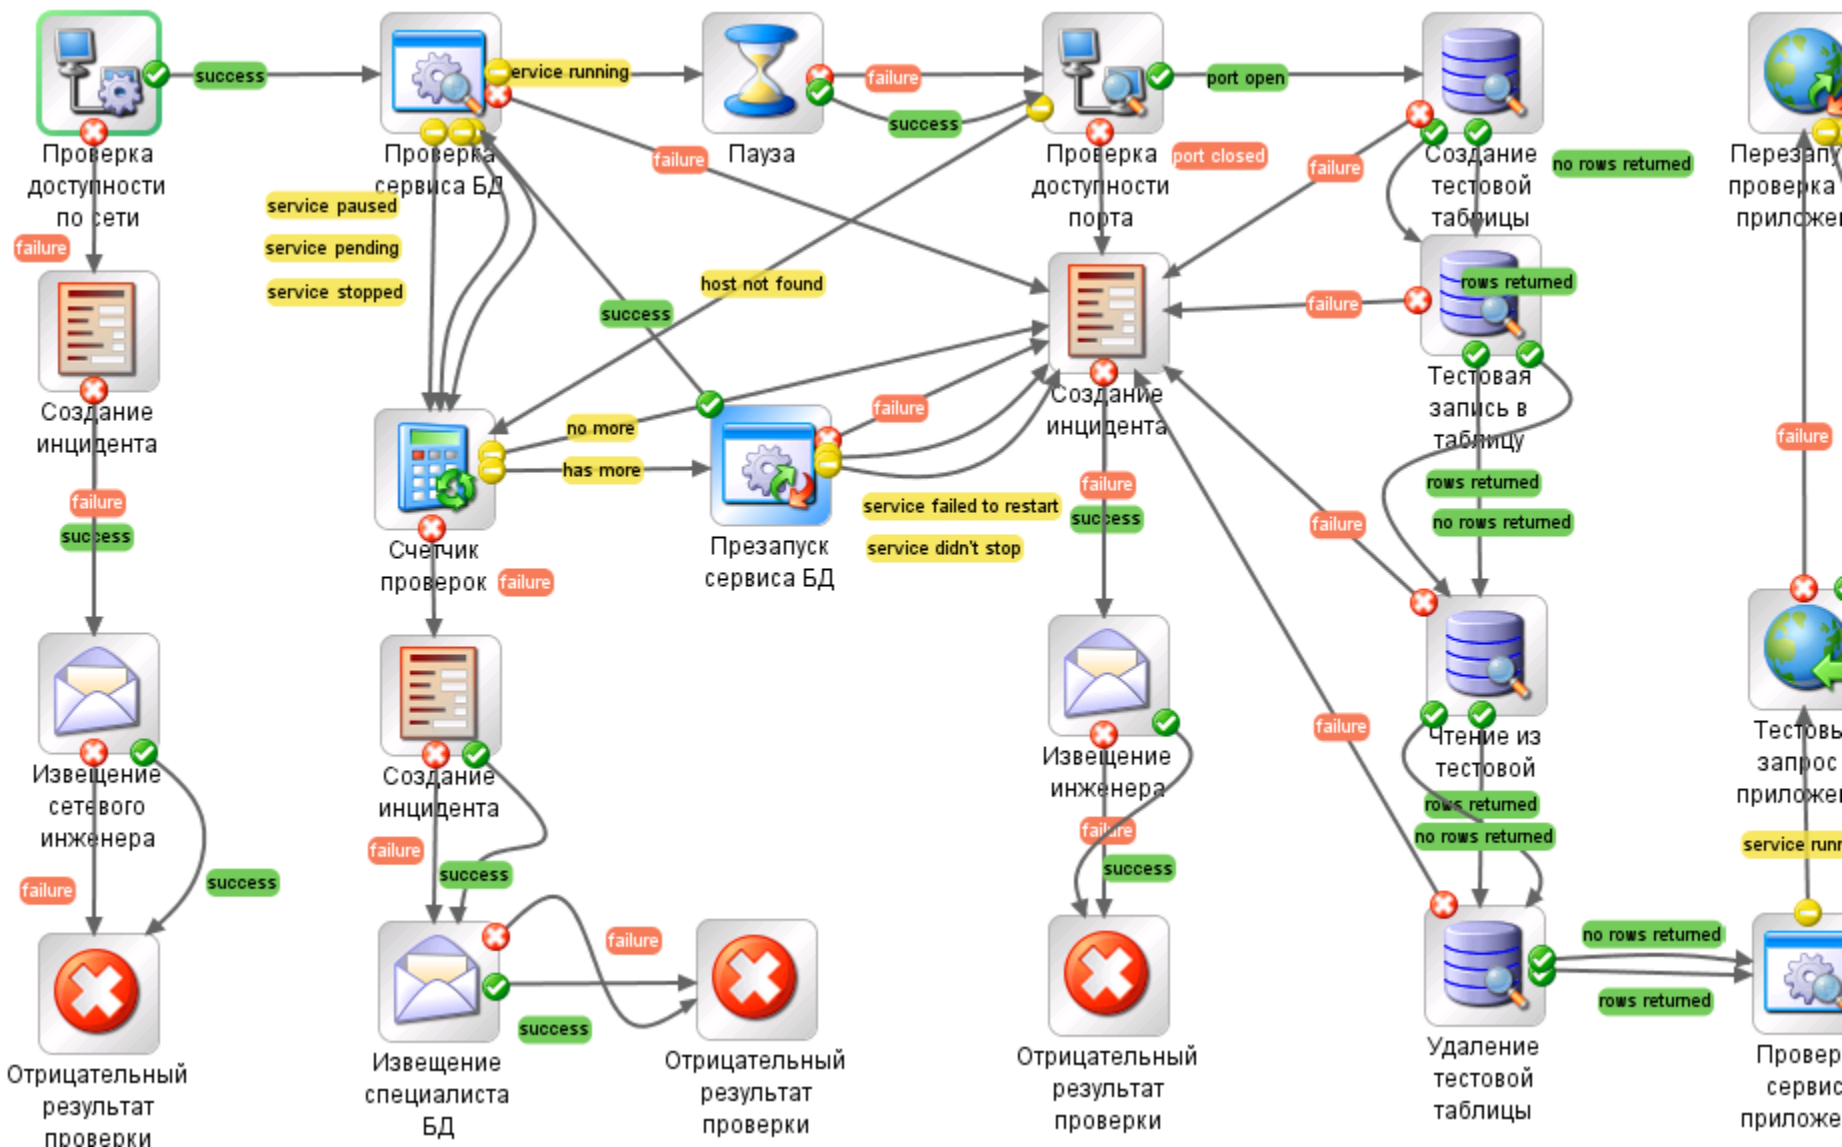 success
service running
failure
success
port open
Проверка
доступности
по сети
Проверка
сервиса БД
failure
Пауза
Проверка
доступности
порта
port closed
failure
Создание
тестовой
таблицы
no rows returned
проверка
failure
service paused
service pending
service stopped
success
host not found
failure
rows returned
Создание
инцидента
no more
has more
failure
Создание
инцидента
Тестовая
запись в
таблицу
failure
failure
success
Счетчик
проверок
failure
Презапуск
сервиса БД
service failed to restart
service didn't stop
failure
success
failure
rows returned
no rows returned
Извещение
сетевого
инженера
Создание
инцидента
Извещение
инженера
failure
Чтение из
тестовой
запрос
failure
success
failure
success
failure
success
rows returned
no rows returned
service
failure
success
no rows returned
rows returned
Отрицательный
результат
проверки
Извещение
специалиста
БД
Отрицательный
результат
проверки
Отрицательный
результат
проверки
Удаление
тестовой
таблицы